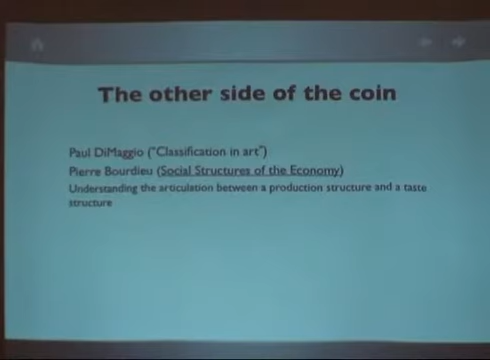 The other side of the coin
Paul DiMaggio ("Classification in art")
Pierre Bourdieu (Social Structures of the Economy)
Understanding the articulation between a production structure and a taste
structure